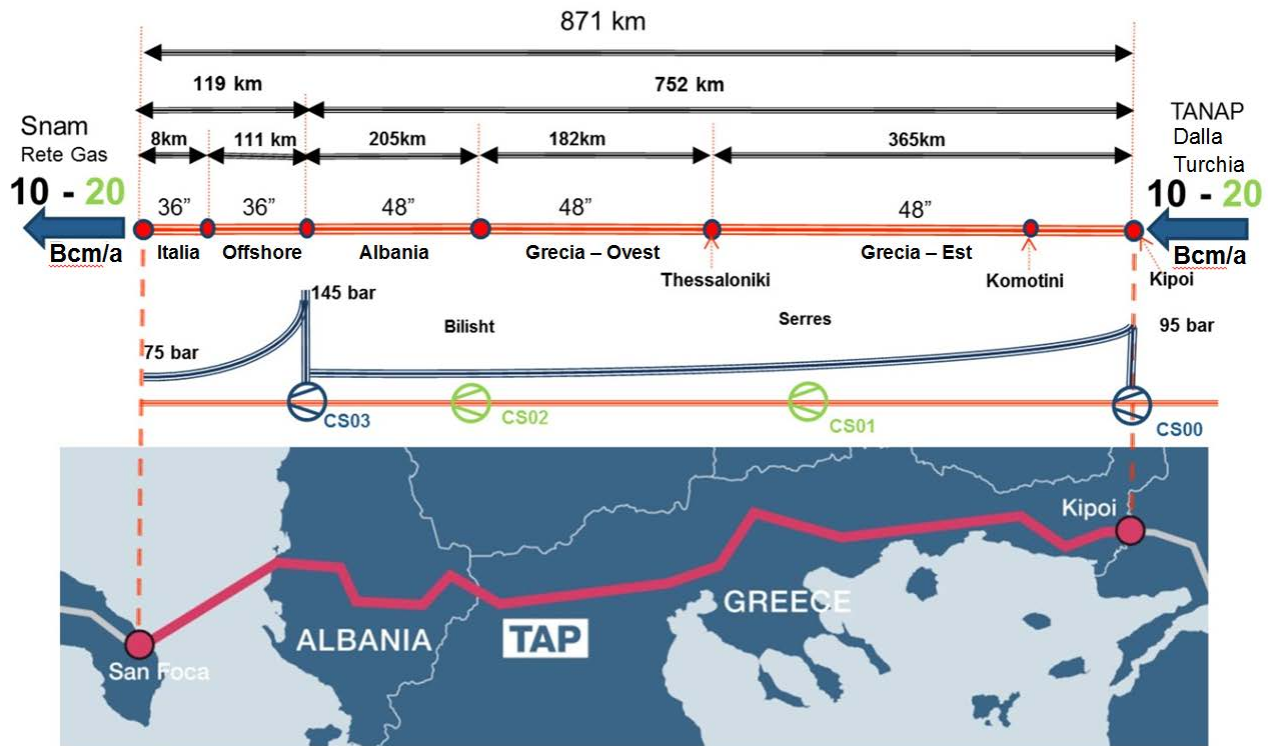 871 km
119 km
752 km
Snam
Rete Gas
10 - 20
Bcm/a
8km
111 km
205km
182km
365km
TANAP
Dalla
Turchia
10 - 20
Bcm/a
36”
36”
48”
48”
48”
Italia
Offshore
Albania
Grecia – Ovest
Grecia – Est
Thessaloniki
Komotini
Kipoi
145 bar
75 bar
Bilisht
Serres
95 bar
CS03
CS02
CS01
CS00
Kipoi
GREECE
ALBANIA
TAP
San Foca